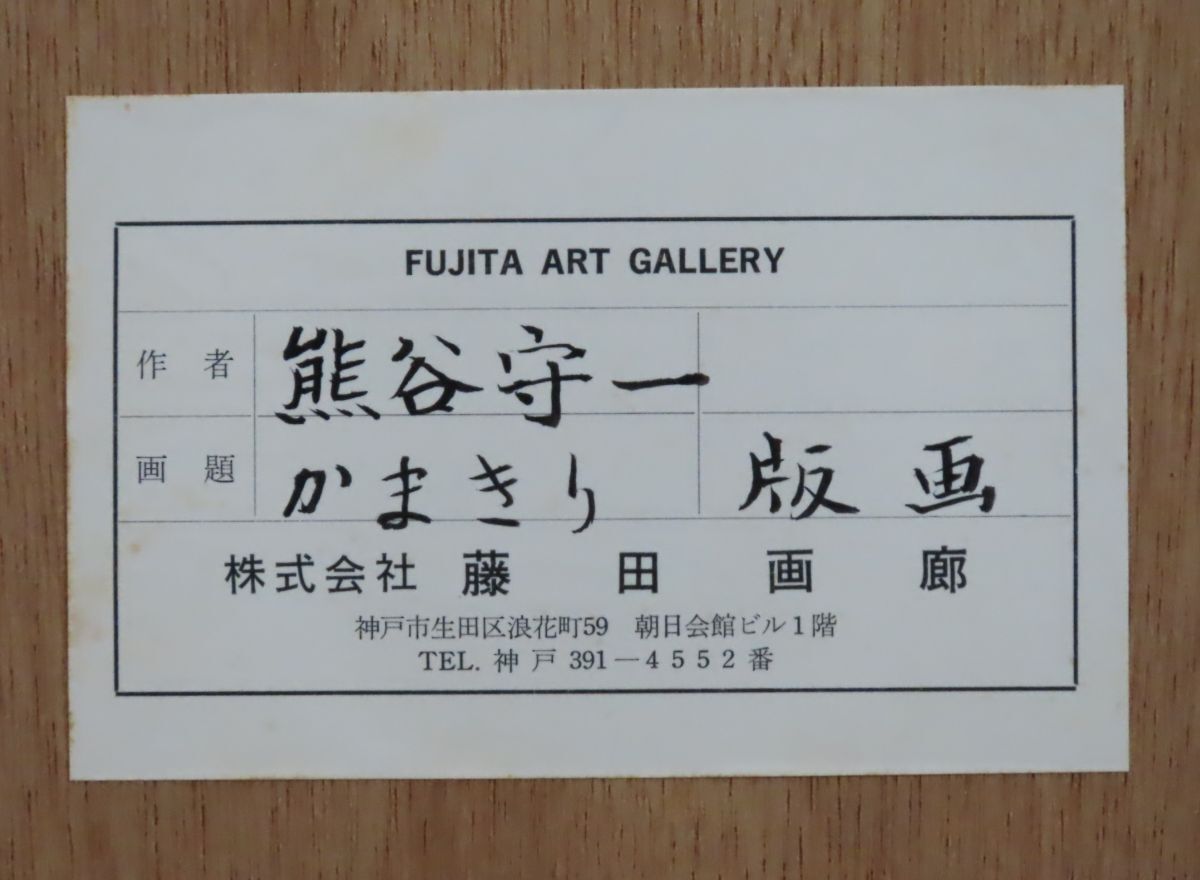 FUJITA ART GALLERY
作者 熊谷守一
画題 かまきり 版画
株式会社 藤田画廊
神戸市生田区浪花町59 朝日会館ビル1階
TEL. 神戸 391-4552番